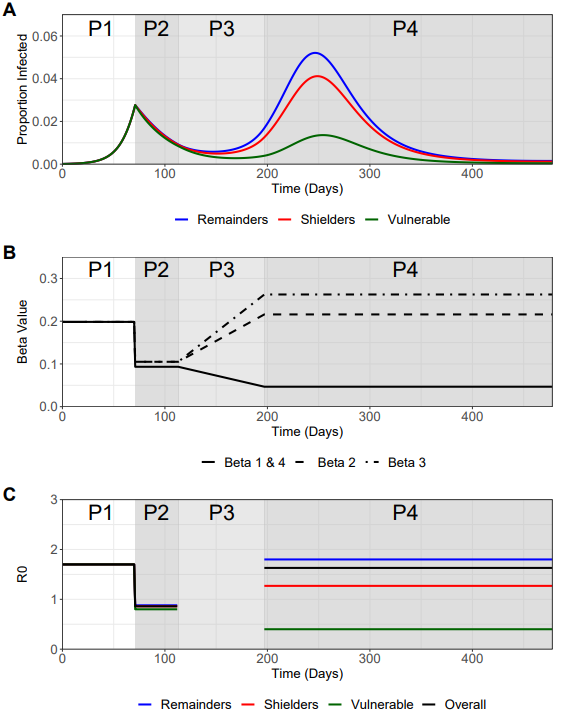 A
P1 P2 P3 P4
Proportion Infected
0.06
0.04
0.02
0.00
0 100 200 300 400
Time (Days)
Remainders Shielders Vulnerable
B
P1 P2 P3 P4
Beta Value
0.3
0.2
0.1
0.0
0 100 200 300 400
Time (Days)
Beta 1 & 4 Beta 2 Beta 3
C
P1 P2 P3 P4
R0
3
2
1
0
0 100 200 300 400
Time (Days)
Remainders Shielders Vulnerable Overall